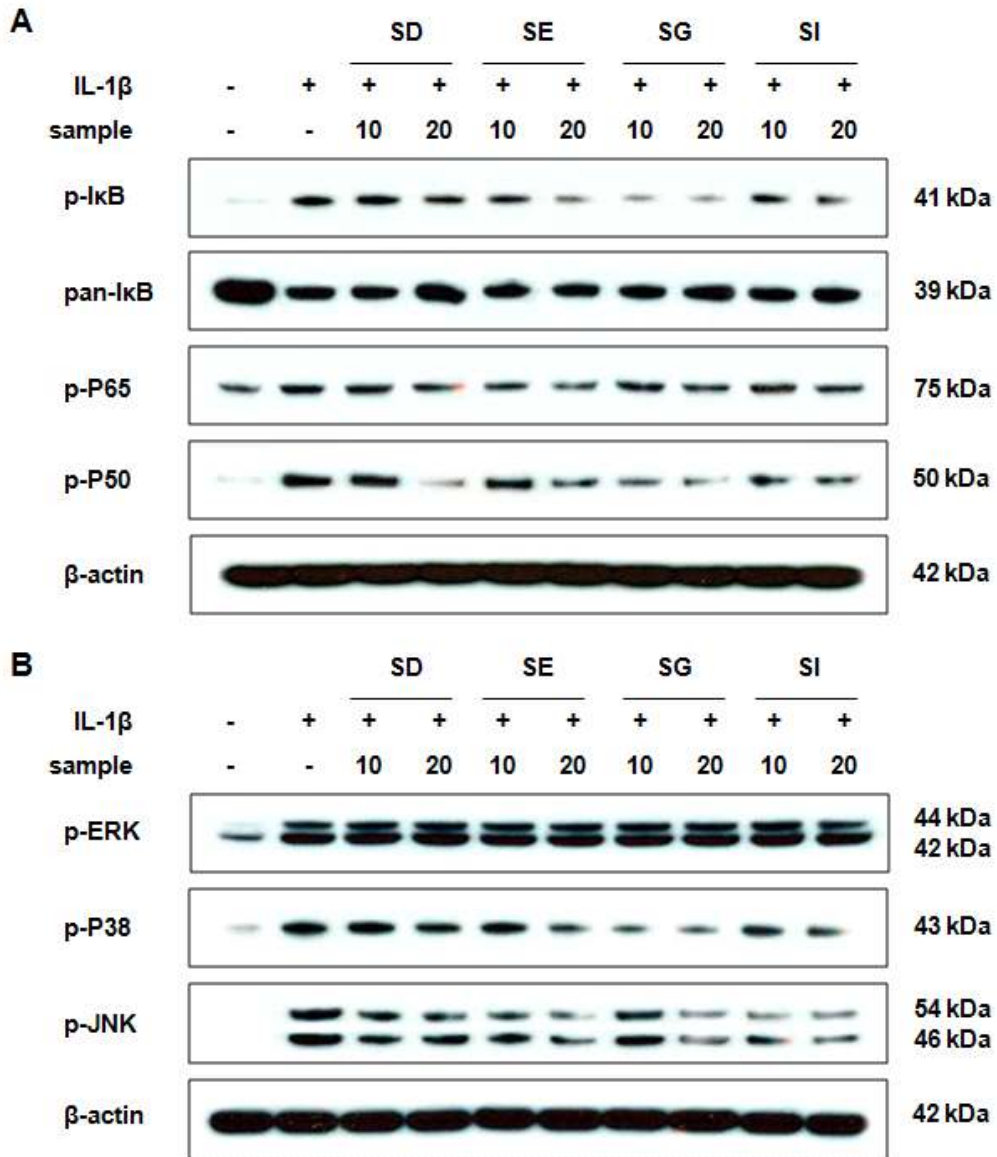 A
SD SE SG SI
IL-1β - + + + + + + + + +
sample - - 10 20 10 20 10 20 10 20
p-IκB 41 kDa
pan-IκB 39 kDa
p-P65 75 kDa
p-P50 50 kDa
β-actin 42 kDa
B
SD SE SG SI
IL-1β - + + + + + + + + +
sample - - 10 20 10 20 10 20 10 20
p-ERK 44 kDa
42 kDa
p-P38 43 kDa
p-JNK 54 kDa
46 kDa
β-actin 42 kDa